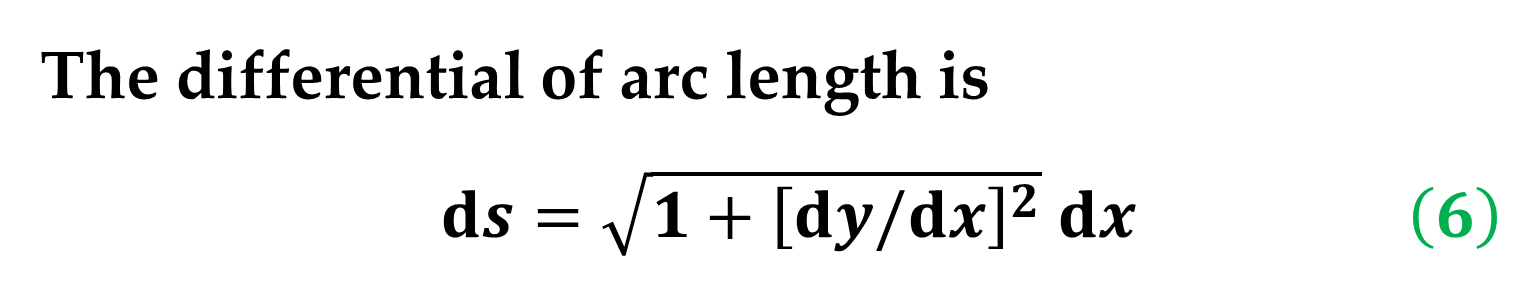 The differential of arc length is
ds = √1 + [dy/dx]² dx (6)